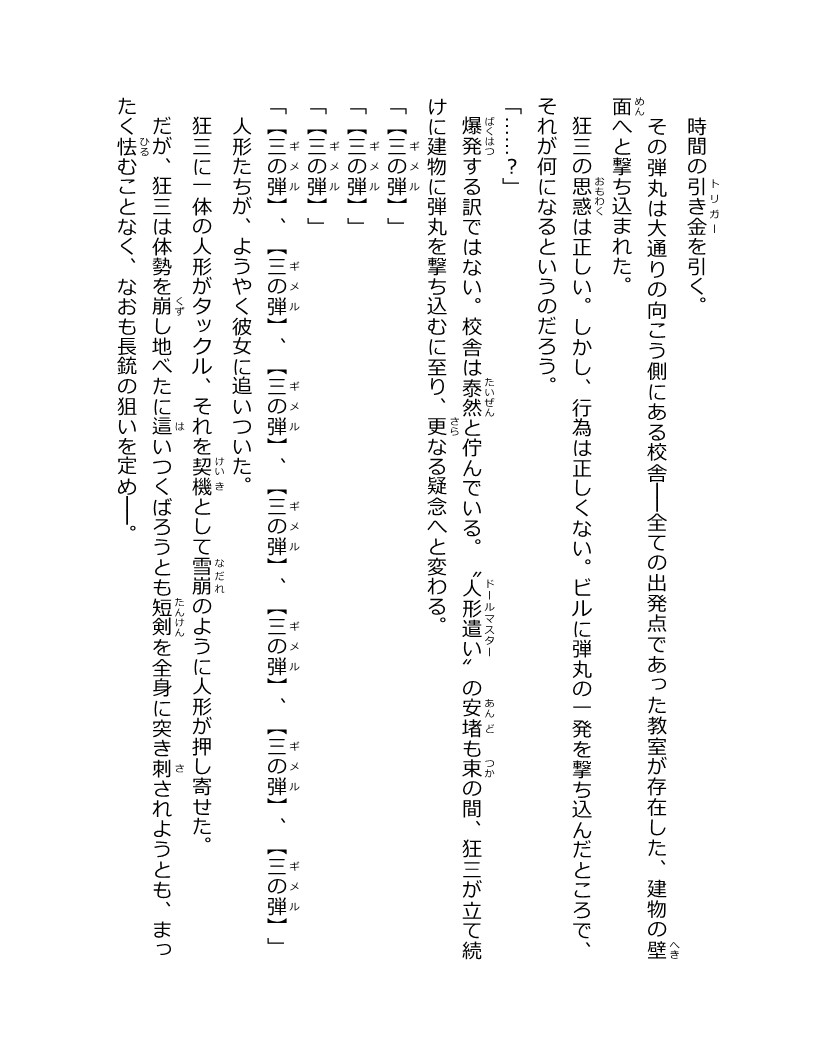 時間の引き金を引く。
その弾丸は大通りの向こう側にある校舎──全ての出発点であった教室が存在した、建物の壁
面へと撃ち込まれた。
狂三の思惑は正しい。しかし、行為は正しくない。ビルに弾丸の一発を撃ち込んだところで、
それが何になるというのだろう。
「……？」
爆発する訳ではない。校舎は泰然と佇んでいる。〝人形遣い〟の安堵も束の間、狂三が立て続
けに建物に弾丸を撃ち込むに至り、更なる疑念へと変わる。
「【三の弾】」
「【三の弾】」
「【三の弾】」
「【三の弾】、【三の弾】、【三の弾】、【三の弾】、【三の弾】、【三の弾】、【三の弾】」
人形たちが、ようやく彼女に追いついた。
狂三に一体の人形がタックル、それを契機として雪崩のように人形が押し寄せた。
だが、狂三は体勢を崩し地べたに這いつくばろうとも短剣を全身に突き刺されようとも、まっ
たく怯むことなく、なおも長銃の狙いを定め──。